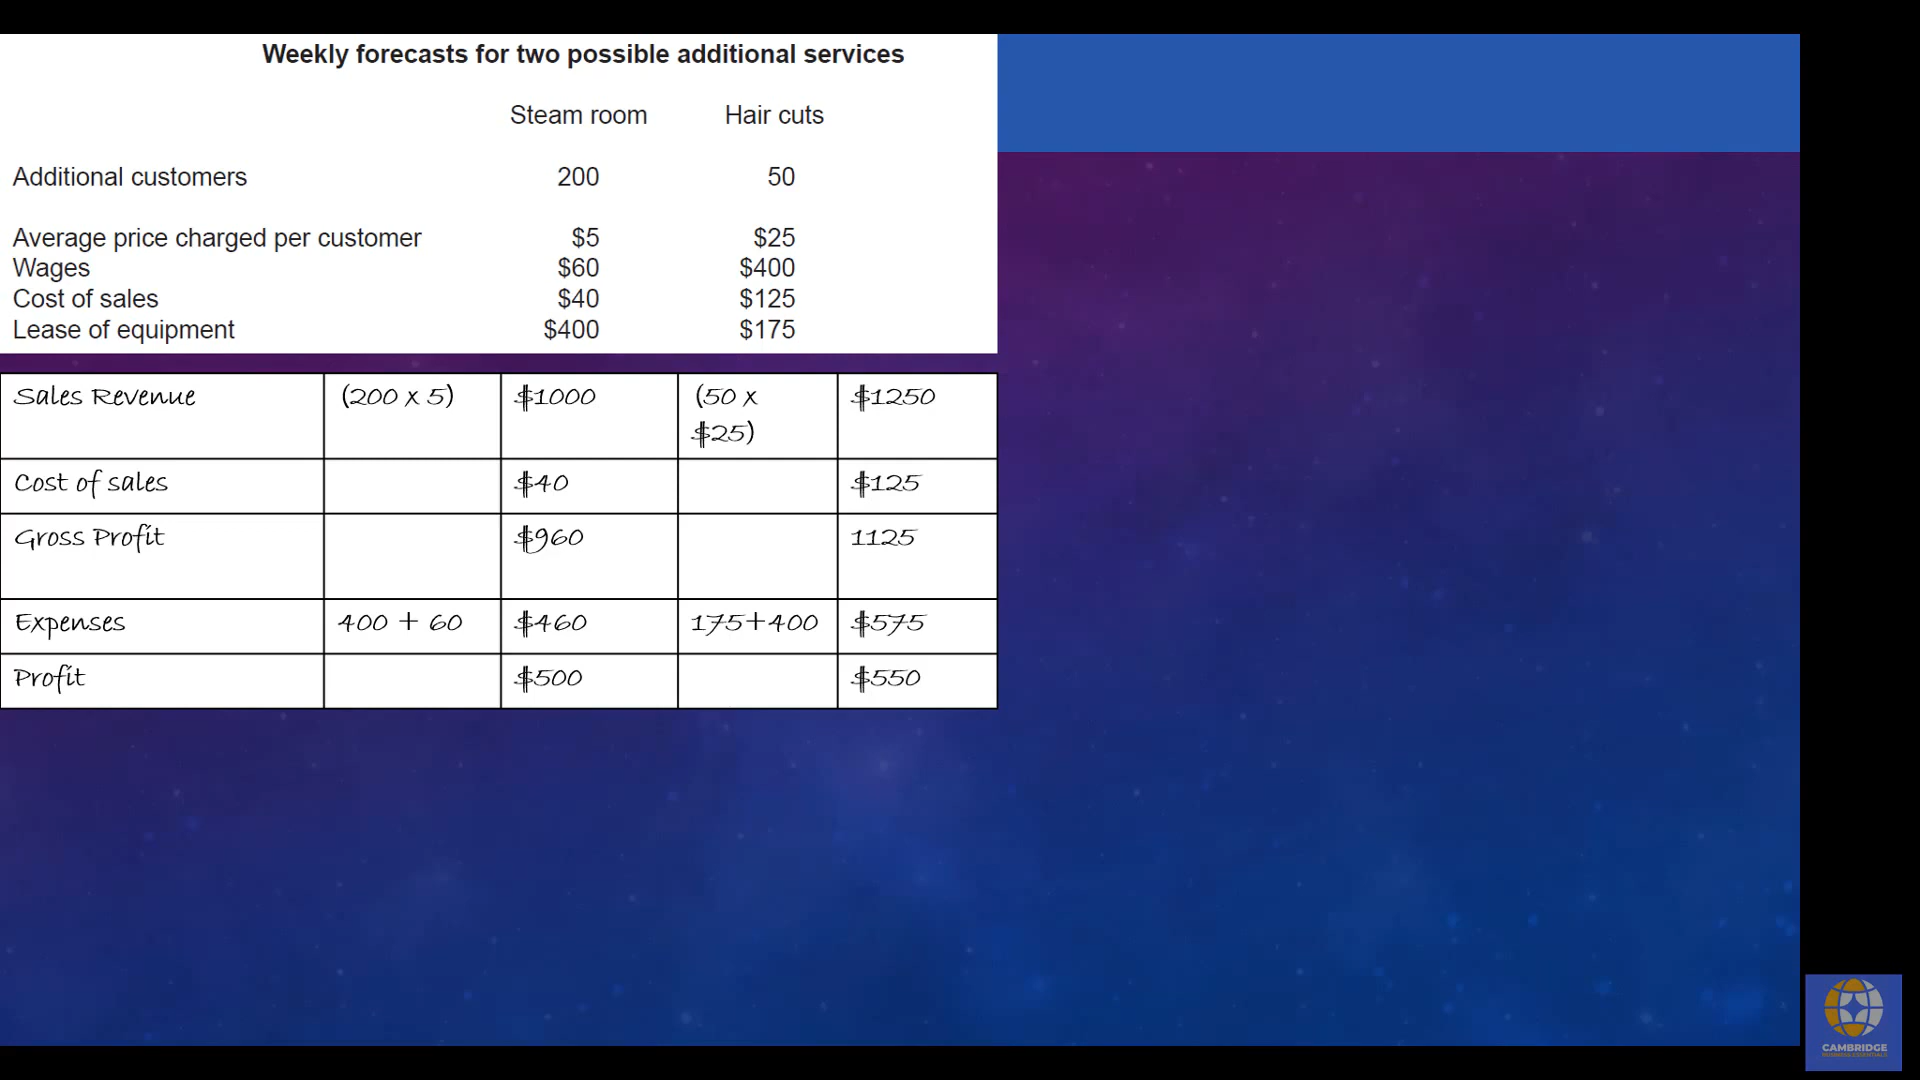 Weekly forecasts for two possible additional services
Steam room Hair cuts
Additional customers 200 50
Average price charged per customer $5 $25
Wages $60 $400
Cost of sales $40 $125
Lease of equipment $400 $175
Sales Revenue (200 x 5) $1000 (50 x $1250
$25)
Cost of sales $40 $125
Gross Profit $960 1125
Expenses 400 + 60 $460 175+400 $575
Profit $500 $550
CAMBRIDGE